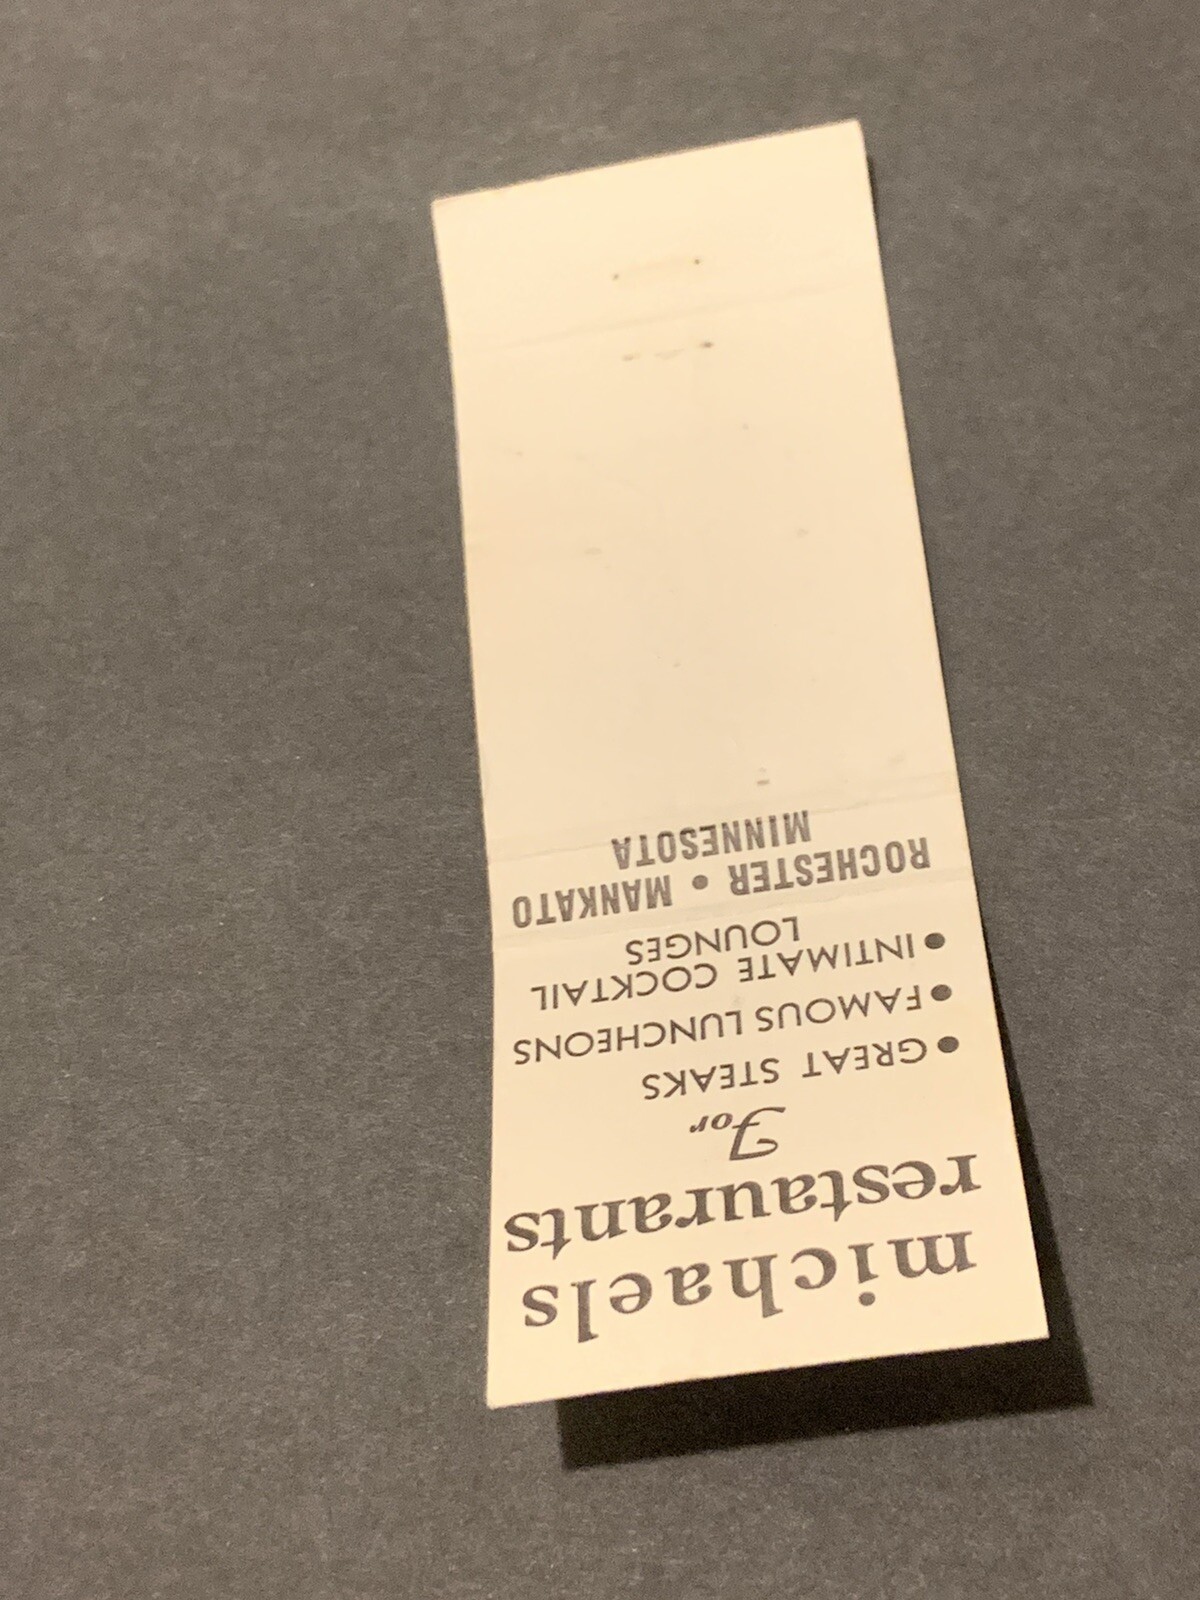 michaels
restaurants
For
• GREAT STEAKS
• FAMOUS LUNCHEONS
• INTIMATE COCKTAIL
LOUNGES
ROCHESTER • MANKATO
MINNESOTA